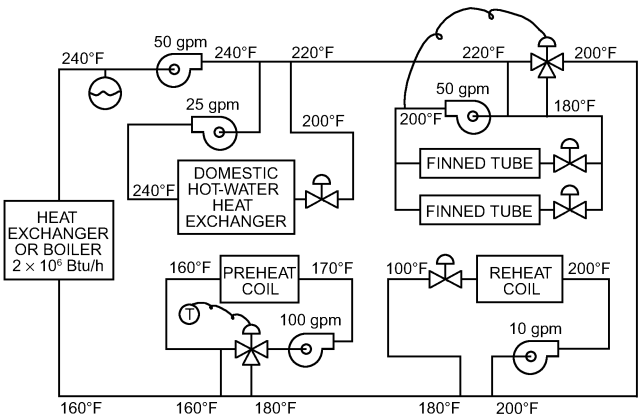 50 gpm
240°F
240°F
220°F
220°F
200°F
25 gpm
50 gpm
200°F
180°F
200°F
240°F
DOMESTIC
HOT-WATER
HEAT
EXCHANGER
FINNED TUBE
FINNED TUBE
HEAT
EXCHANGER
OR BOILER
2 × 10⁶ Btu/h
160°F
PREHEAT
COIL
170°F
100°F
REHEAT
COIL
200°F
T
100 gpm
10 gpm
160°F
160°F
180°F
180°F
200°F